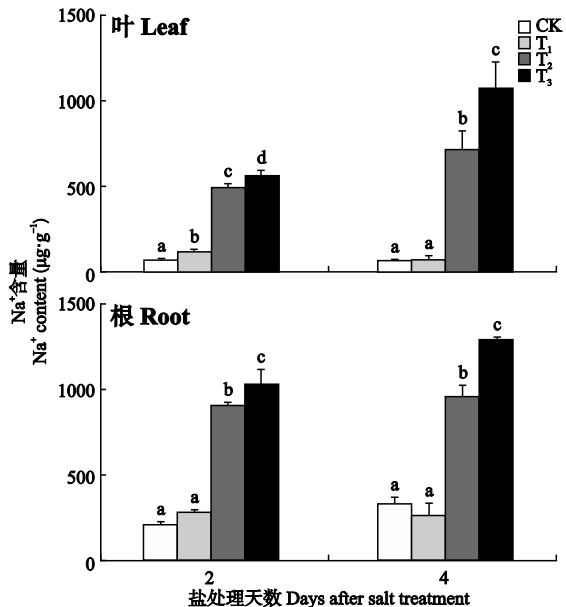 叶 Leaf
CK
T₁
T₂
T₃
1500
1000
500
0
a
b
c
d
a
a
b
c
Na⁺含量
Na⁺ content (μg·g⁻¹)
根 Root
1500
1000
500
0
a
a
b
c
a
a
b
c
2
4
盐处理天数 Days after salt treatment